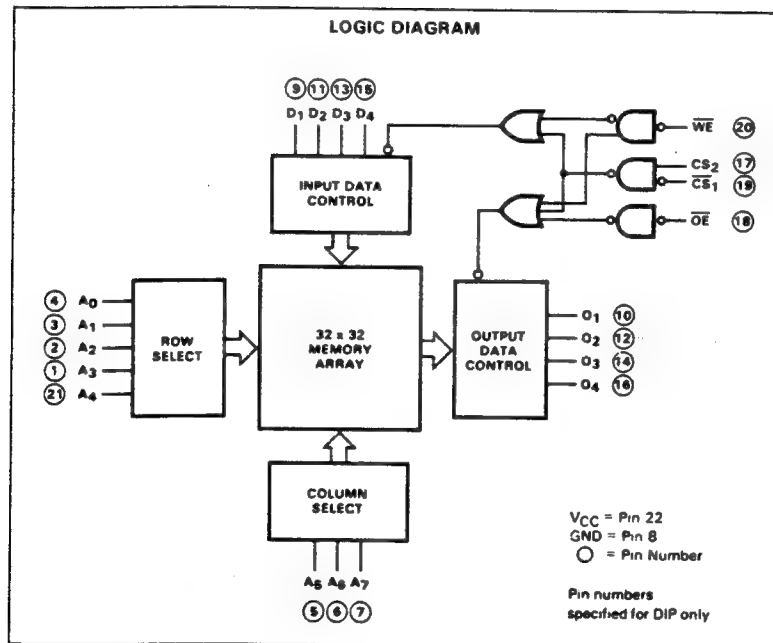 LOGIC DIAGRAM
9 11 13 15
D1 D2 D3 D4
WE 20
CS2 17
CS1 19
OE 18
INPUT DATA
CONTROL
4 A0
3 A1
2 A2
1 A3
21 A4
ROW
SELECT
32 x 32
MEMORY
ARRAY
OUTPUT
DATA
CONTROL
O1 10
O2 12
O3 14
O4 16
COLUMN
SELECT
A5 A6 A7
5 6 7
VCC = Pin 22
GND = Pin 8
= Pin Number
Pin numbers
specified for DIP only